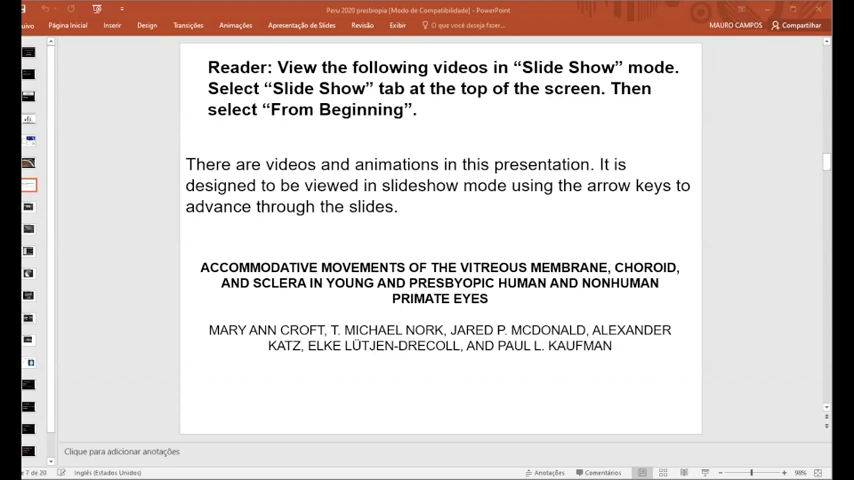 Peru 2020 presbiopia [Modo de Compatibilidade] - PowerPoint
Página Inicial Inserir Design Transições Animações Apresentação de Slides Revisão Exibir O que você deseja fazer... MAURO CAMPOS Compartilhar
Reader: View the following videos in “Slide Show” mode.
Select “Slide Show” tab at the top of the screen. Then
select “From Beginning”.
There are videos and animations in this presentation. It is
designed to be viewed in slideshow mode using the arrow keys to
advance through the slides.
ACCOMMODATIVE MOVEMENTS OF THE VITREOUS MEMBRANE, CHOROID,
AND SCLERA IN YOUNG AND PRESBYOPIC HUMAN AND NONHUMAN
PRIMATE EYES
MARY ANN CROFT, T. MICHAEL NORK, JARED P. MCDONALD, ALEXANDER
KATZ, ELKE LÜTJEN-DRECOLL, AND PAUL L. KAUFMAN
Clique para adicionar anotações
7 de 20 Inglês (Estados Unidos) Anotações Comentários 98%